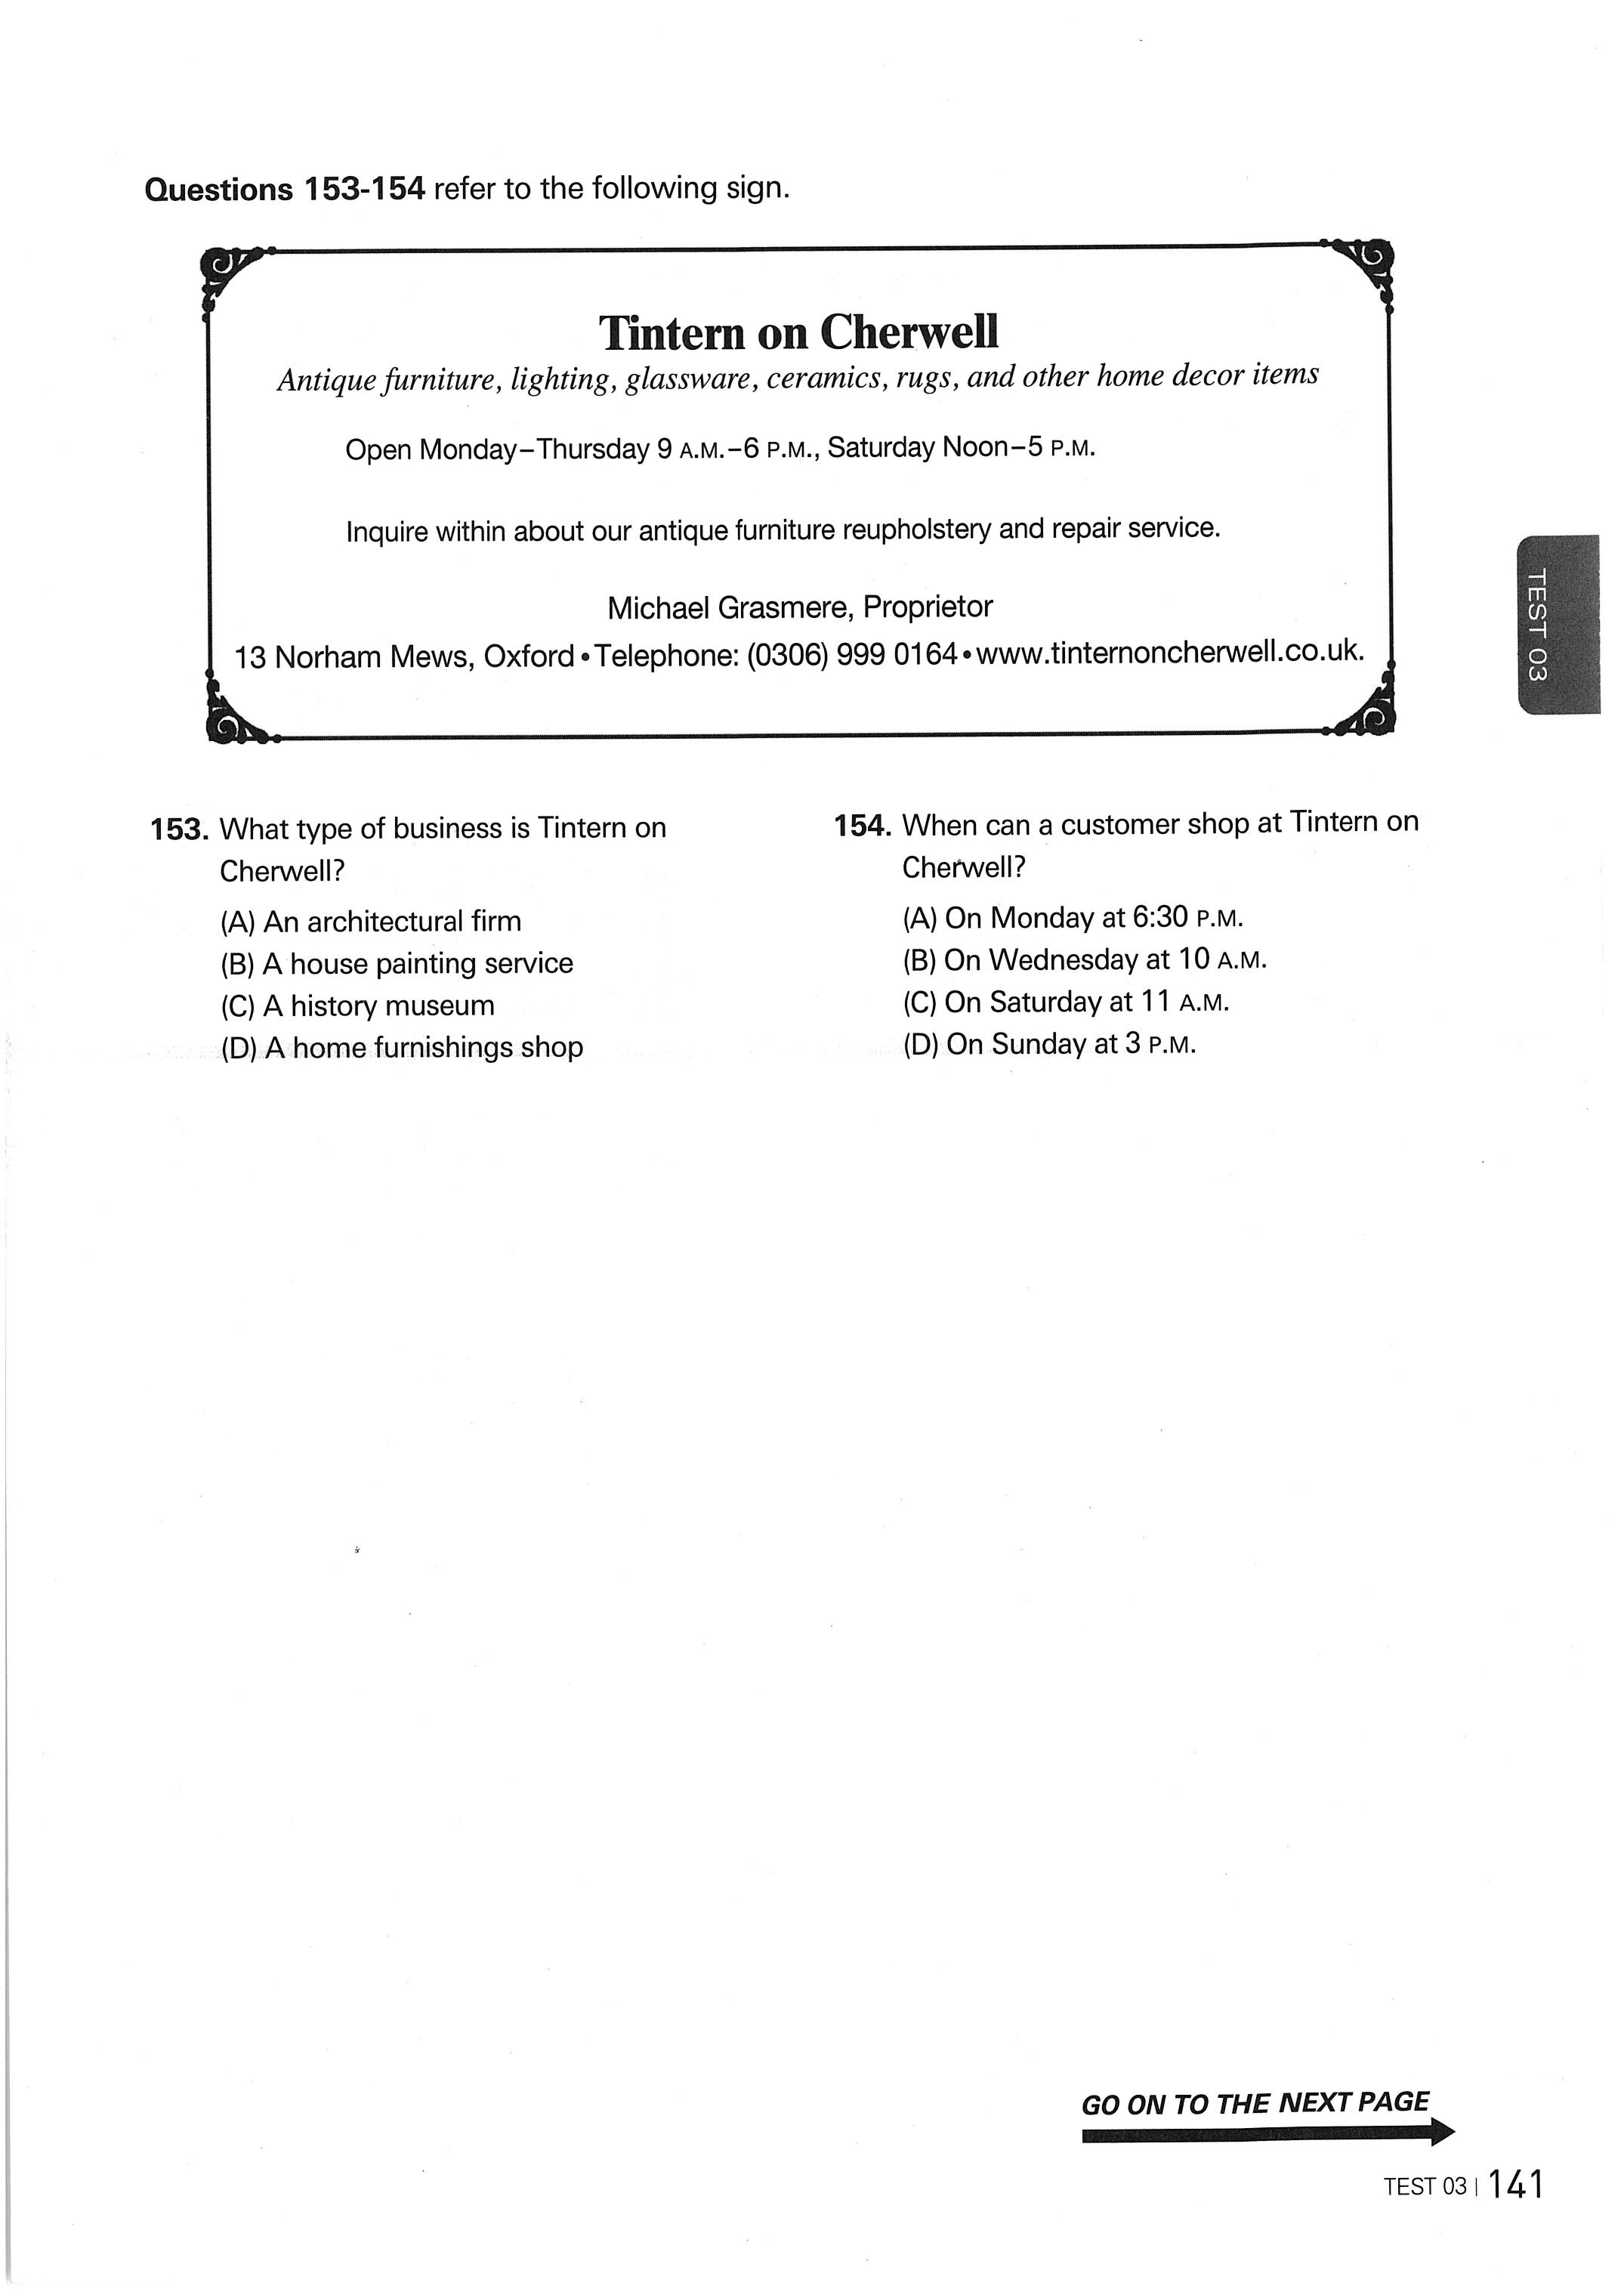 Questions 153-154 refer to the following sign.
Tintern on Cherwell
Antique furniture, lighting, glassware, ceramics, rugs, and other home decor items
Open Monday–Thursday 9 A.M.–6 P.M., Saturday Noon–5 P.M.
Inquire within about our antique furniture reupholstery and repair service.
Michael Grasmere, Proprietor
13 Norham Mews, Oxford • Telephone: (0306) 999 0164 • www.tinternoncherwell.co.uk.
TEST 03
153. What type of business is Tintern on
Cherwell?
(A) An architectural firm
(B) A house painting service
(C) A history museum
(D) A home furnishings shop
154. When can a customer shop at Tintern on
Cherwell?
(A) On Monday at 6:30 P.M.
(B) On Wednesday at 10 A.M.
(C) On Saturday at 11 A.M.
(D) On Sunday at 3 P.M.
GO ON TO THE NEXT PAGE
TEST 03 | 141